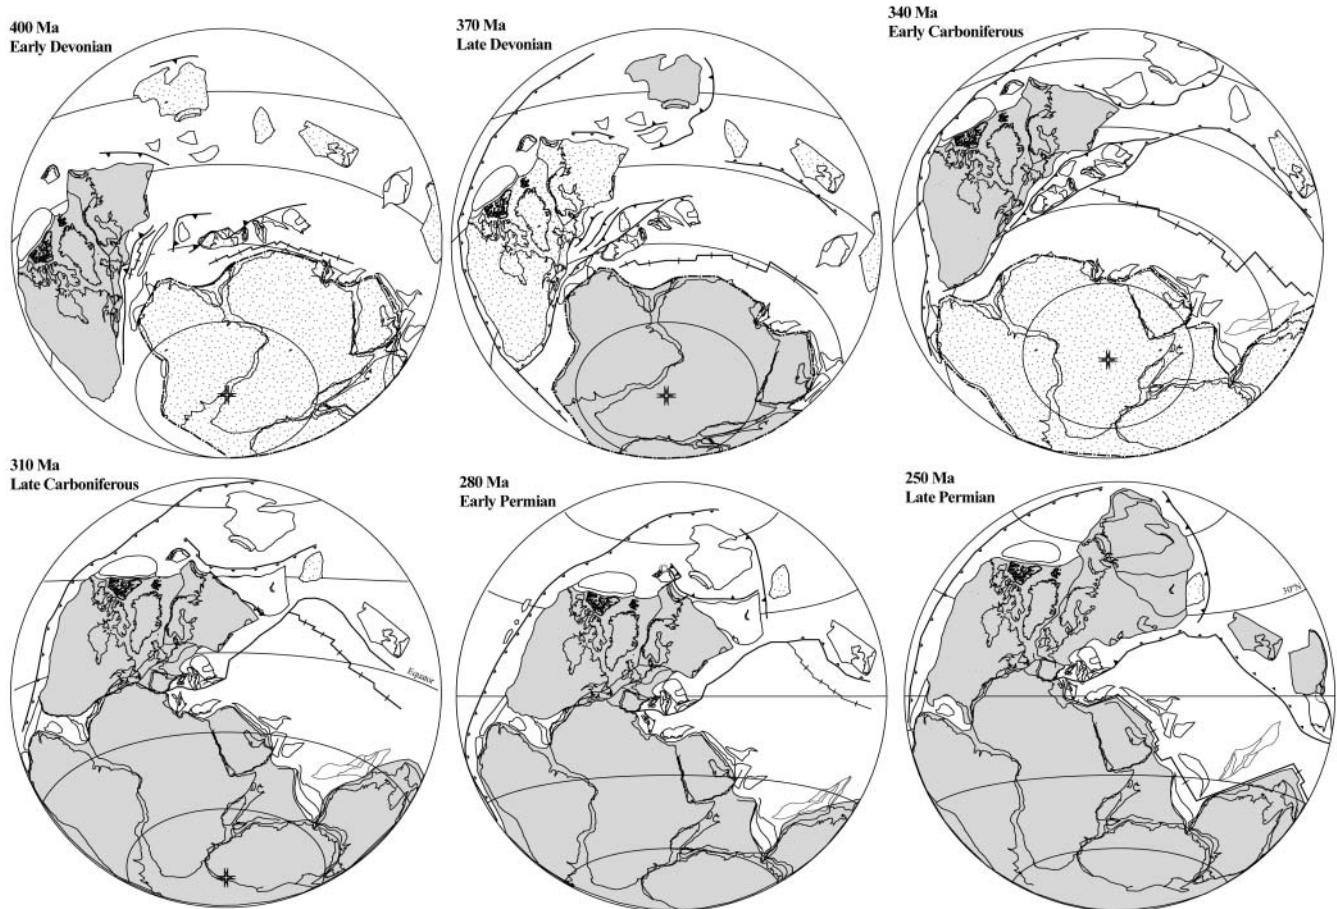 400 Ma
Early Devonian
370 Ma
Late Devonian
340 Ma
Early Carboniferous
310 Ma
Late Carboniferous
Equator
280 Ma
Early Permian
250 Ma
Late Permian
30°N